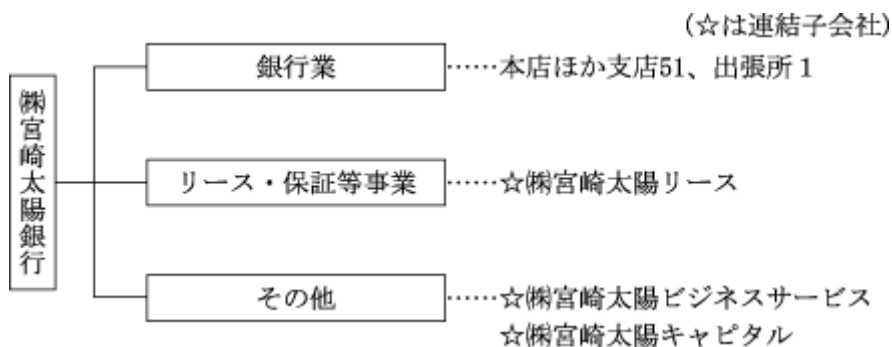 (☆は連結子会社)
㈱宮崎太陽銀行
銀行業……本店ほか支店51、出張所1
リース・保証等事業……☆㈱宮崎太陽リース
その他……☆㈱宮崎太陽ビジネスサービス
☆㈱宮崎太陽キャピタル